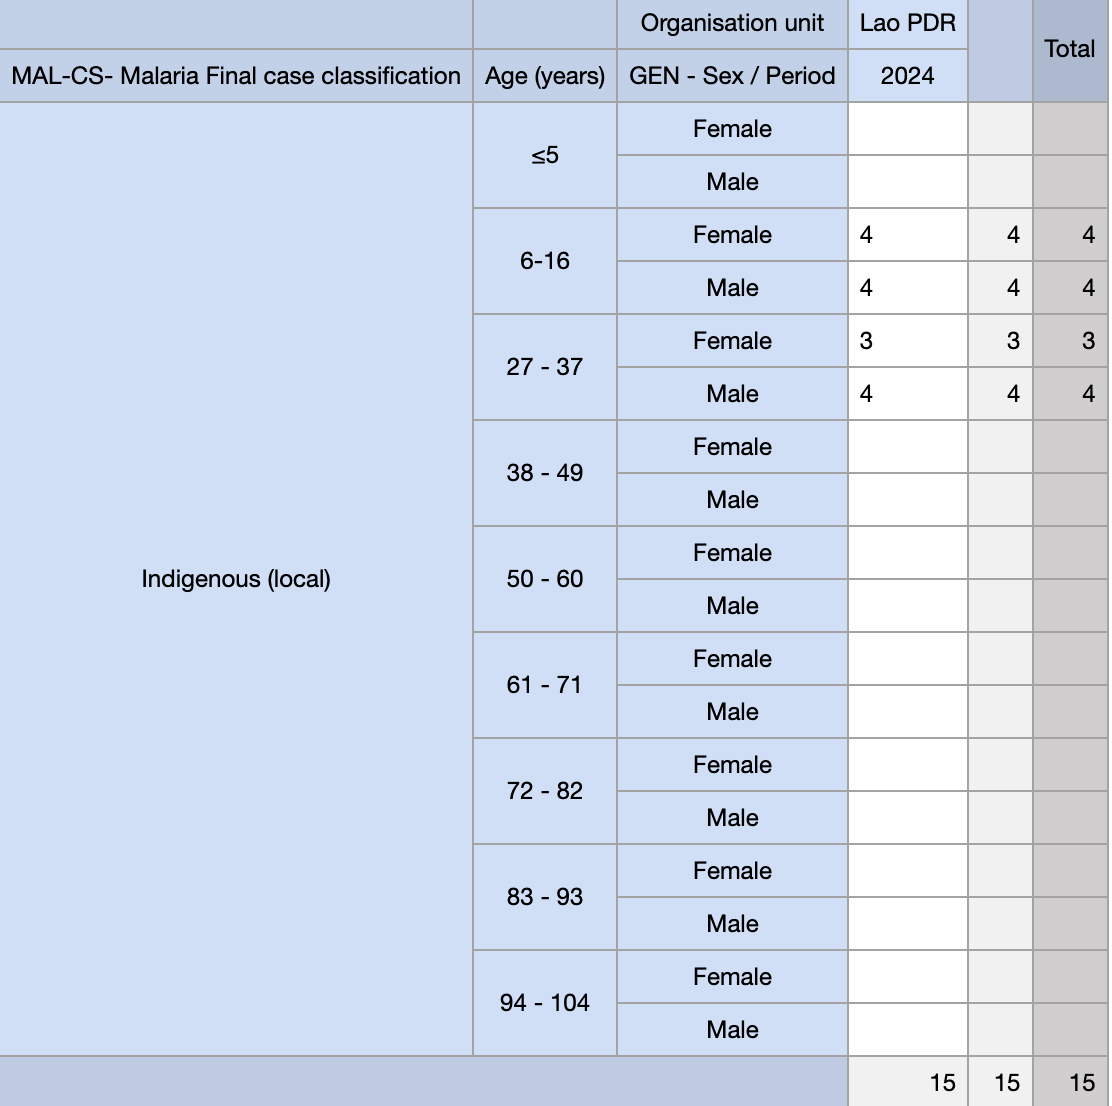 Organisation unit Lao PDR Total
MAL-CS- Malaria Final case classification Age (years) GEN - Sex / Period 2024
Indigenous (local) ≤5 Female
Male
6-16 Female 4 4 4
Male 4 4 4
27 - 37 Female 3 3 3
Male 4 4 4
38 - 49 Female
Male
50 - 60 Female
Male
61 - 71 Female
Male
72 - 82 Female
Male
83 - 93 Female
Male
94 - 104 Female
Male
15 15 15